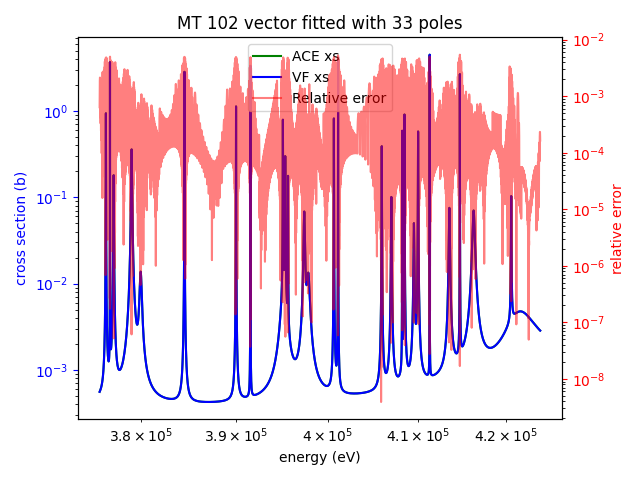 MT 102 vector fitted with 33 poles
ACE xs
VF xs
Relative error
cross section (b)
10⁰
10⁻¹
10⁻²
10⁻³
relative error
10⁻²
10⁻³
10⁻⁴
10⁻⁵
10⁻⁶
10⁻⁷
10⁻⁸
3.8 × 10⁵
3.9 × 10⁵
4 × 10⁵
4.1 × 10⁵
4.2 × 10⁵
energy (eV)